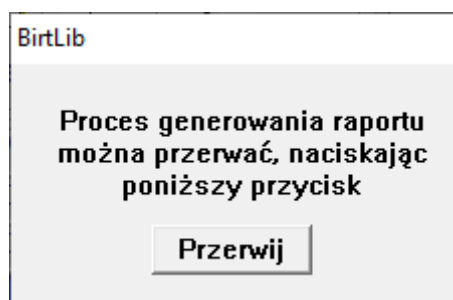 BirtLib
Proces generowania raportu
można przerwać, naciskając
poniższy przycisk
Przerwij